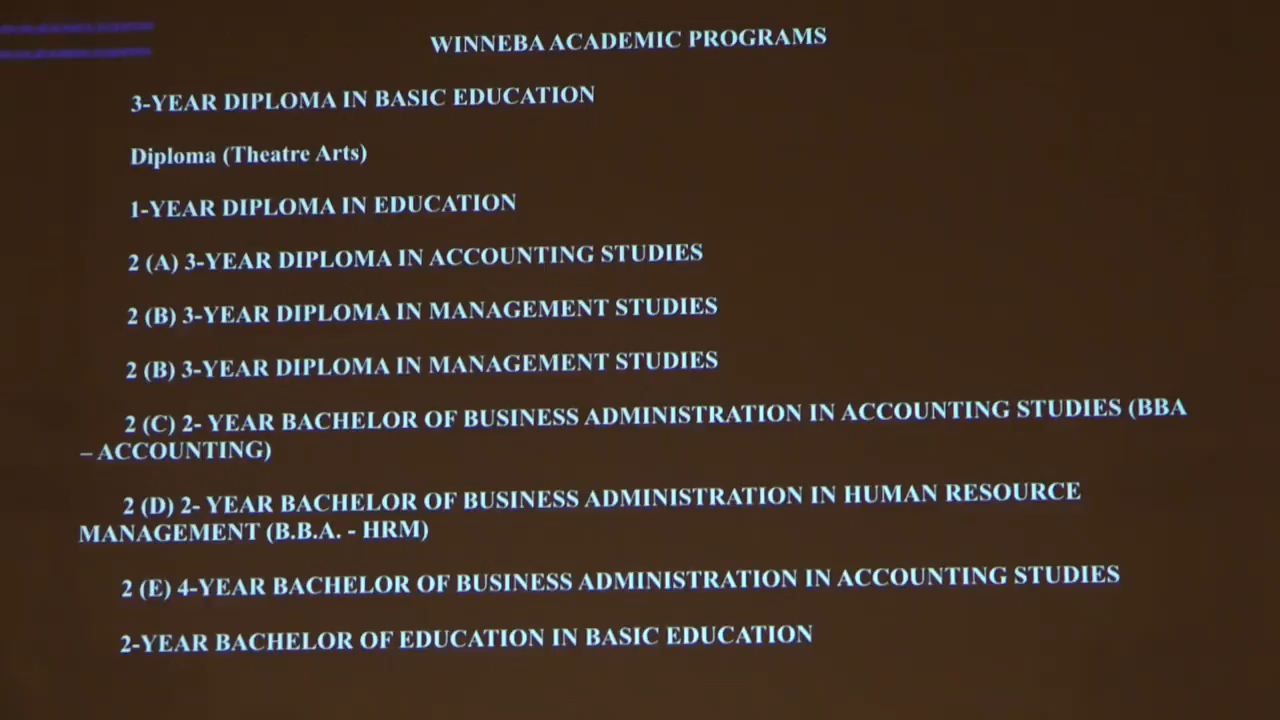 WINNEBA ACADEMIC PROGRAMS
3-YEAR DIPLOMA IN BASIC EDUCATION
Diploma (Theatre Arts)
1-YEAR DIPLOMA IN EDUCATION
2 (A) 3-YEAR DIPLOMA IN ACCOUNTING STUDIES
2 (B) 3-YEAR DIPLOMA IN MANAGEMENT STUDIES
2 (B) 3-YEAR DIPLOMA IN MANAGEMENT STUDIES
2 (C) 2- YEAR BACHELOR OF BUSINESS ADMINISTRATION IN ACCOUNTING STUDIES (BBA
– ACCOUNTING)
2 (D) 2- YEAR BACHELOR OF BUSINESS ADMINISTRATION IN HUMAN RESOURCE
MANAGEMENT (B.B.A. - HRM)
2 (E) 4-YEAR BACHELOR OF BUSINESS ADMINISTRATION IN ACCOUNTING STUDIES
2-YEAR BACHELOR OF EDUCATION IN BASIC EDUCATION